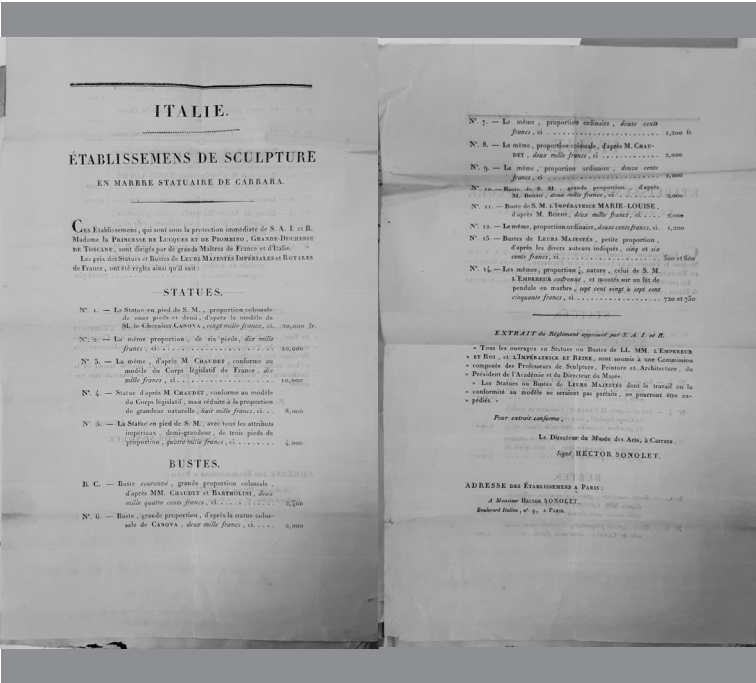 ITALIE.
ÉTABLISSEMENS DE SCULPTURE
EN MARBRE STATUAIRE DE CARRARA.
CES Etablissemens, qui sont sous la protection immédiate de S. A. I. et R.
Madame la PRINCESSE DE LUCQUES ET DE PIOMBINO, GRANDE-DUCHESSE
DE TOSCANE, sont dirigés par de grands Maîtres de France et d'Italie.
Les prix des Statues et Bustes de LEURS MAJESTÉS IMPÉRIALES et ROYALES
de France, ont été réglés ainsi qu'il suit :
STATUES.
N°. 1. — La Statue en pied de S. M., proportion colossale
de onze pieds et demi, d'après le modèle de
M. le Chevalier CANOVA, vingt mille francs, ci. 20,000 fr.
N°. 2. — La même proportion, de six pieds, dix mille
francs, ci 10,000
N°. 3. — La même, d'après M. CHAUDET, conforme au
modèle du Corps législatif de France, dix
mille francs, ci 10,000
N°. 4. — Statue d'après M. CHAUDET, conforme au modèle
du Corps législatif, mais réduite à la proportion
de grandeur naturelle, huit mille francs, ci. . . 8,000
N°. 5. — La Statue en pied de S. M., avec tous les attributs
impériaux, demi-grandeur, de trois pieds de
proportion, quatre mille francs, ci 4,000
BUSTES.
B. C. — Buste couronné, grande proportion colossale,
d'après MM. CHAUDET et BARTHOLINI, deux
mille quatre cents francs, ci 2,400
N°. 6. — Buste, grande proportion, d'après la statue colos-
sale de CANOVA, deux mille francs, ci 2,000
N°. 7. — Le même, proportion ordinaire, douze cents
francs, ci 1,200 fr.
N°. 8. — Le même, proportion colossale, d'après M. CHAU-
DET, deux mille francs, ci 2,000
N°. 9. — Le même, proportion ordinaire, douze cents
francs, ci 1,200
N°. 10. — Buste de S. M., grande proportion, d'après
M. BOZIO, deux mille francs, ci 2,000
N°. 11. — Buste de S. M. L'IMPÉRATRICE MARIE-LOUISE,
d'après M. BOZIO, deux mille francs, ci 2,000
N°. 12. — Le même, proportion ordinaire, douze cents francs, ci. 1,200
N°. 13. — Bustes de LEURS MAJESTÉS, petite proportion,
d'après les divers auteurs indiqués, cinq et six
cents francs, ci 500 et 600
N°. 14. — Les mêmes, proportion nature, celui de S. M.
L'EMPEREUR couronné, et montés sur un fût de
pendule en marbre, sept cent vingt à sept cent
cinquante francs, ci 720 et 750
EXTRAIT du Réglement approuvé par S. A. I. et R.
« Tous les ouvrages en Statues ou Bustes de LL. MM. L'EMPEREUR
» ET ROI, et L'IMPÉRATRICE ET REINE, sont soumis à une Commission
» composée des Professeurs de Sculpture, Peinture et Architecture, du
» Président de l'Académie et du Directeur du Musée.
» Les Statues ou Bustes de LEURS MAJESTÉS dont le travail ou la
» conformité au modèle ne seraient pas parfaits, ne pourront être ex-
» pédiés. »
Pour extrait conforme,
Le Directeur du Musée des Arts, à Carrara,
Signé HECTOR SONOLET.
ADRESSE DES ÉTABLISSEMENS A PARIS :
A Monsieur HECTOR SONOLET,
Boulevard Italien, n°. 9, A PARIS.